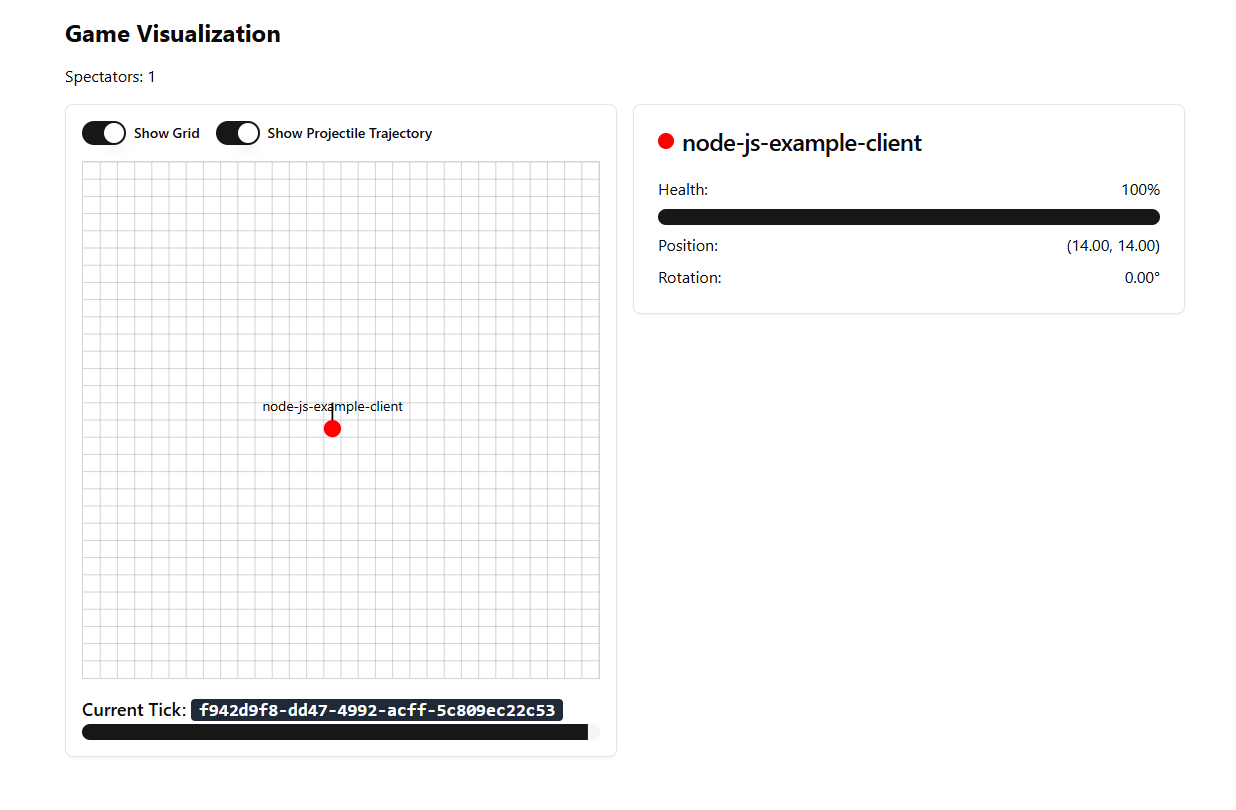 Game Visualization
Spectators: 1
Show Grid Show Projectile Trajectory
node-js-example-client
Current Tick: f942d9f8-dd47-4992-acff-5c809ec22c53
node-js-example-client
Health: 100%
Position: (14.00, 14.00)
Rotation: 0.00°